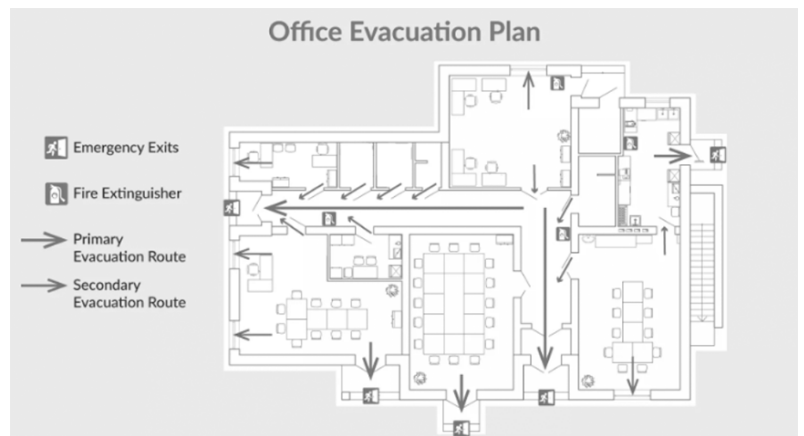 Office Evacuation Plan
Emergency Exits
Fire Extinguisher
Primary
Evacuation Route
Secondary
Evacuation Route